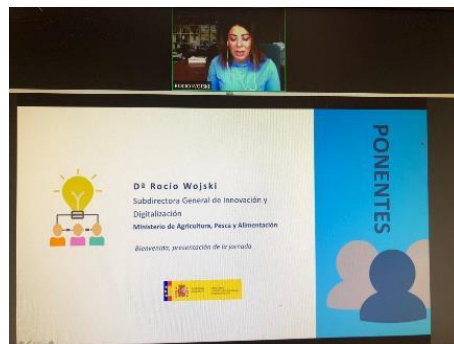 PONENTES
Dª Rocío Wojski
Subdirectora General de Innovación y
Digitalización
Ministerio de Agricultura, Pesca y Alimentación
Bienvenida, presentación de la jornada